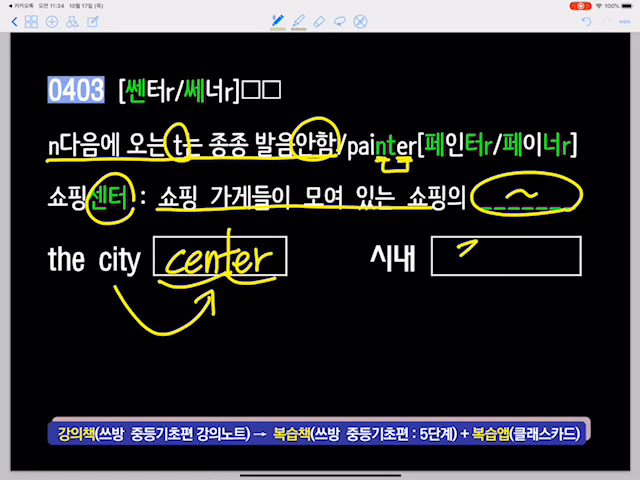 카카오톡 오전 11:34 10월 17일 (목) 100%
0403 [쎈터r/쎄너r]□□
n다음에 오는 t는 종종 발음안함/painter[페인터r/페이너r]
쇼핑센터 : 쇼핑 가게들이 모여 있는 쇼핑의 ~
the city center 시내
강의책(쓰방 중등기초편 강의노트) → 복습책(쓰방 중등기초편 : 5단계) + 복습앱(클래스카드)